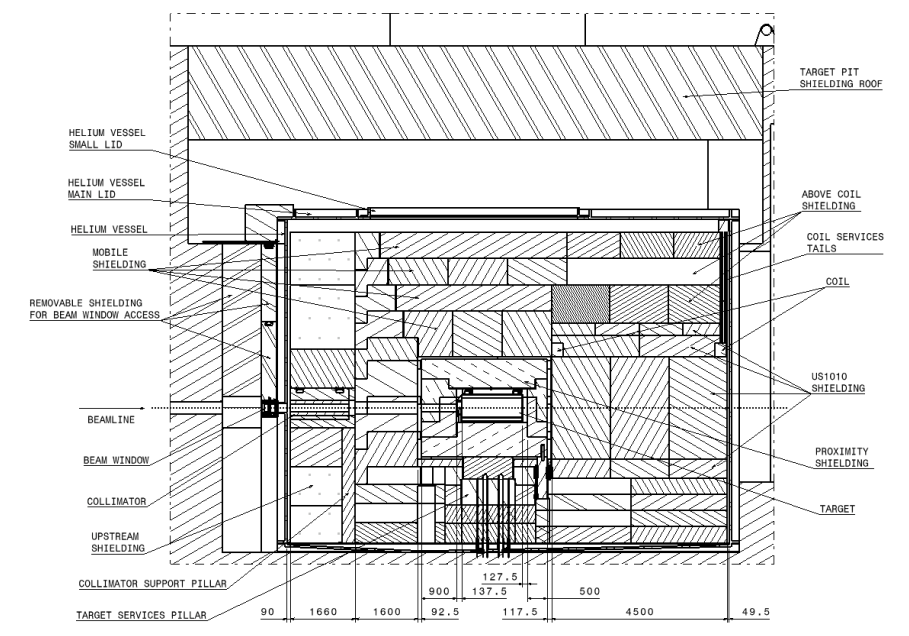 TARGET PIT
SHIELDING ROOF
HELIUM VESSEL
SMALL LID
HELIUM VESSEL
MAIN LID
ABOVE COIL
SHIELDING
HELIUM VESSEL
COIL SERVICES
TAILS
MOBILE
SHIELDING
COIL
REMOVABLE SHIELDING
FOR BEAM WINDOW ACCESS
US1010
SHIELDING
BEAMLINE
PROXIMITY
SHIELDING
BEAM WINDOW
COLLIMATOR
TARGET
UPSTREAM
SHIELDING
COLLIMATOR SUPPORT PILLAR
TARGET SERVICES PILLAR
127.5
900 137.5 500
90 1660 1600 92.5 117.5 4500 49.5